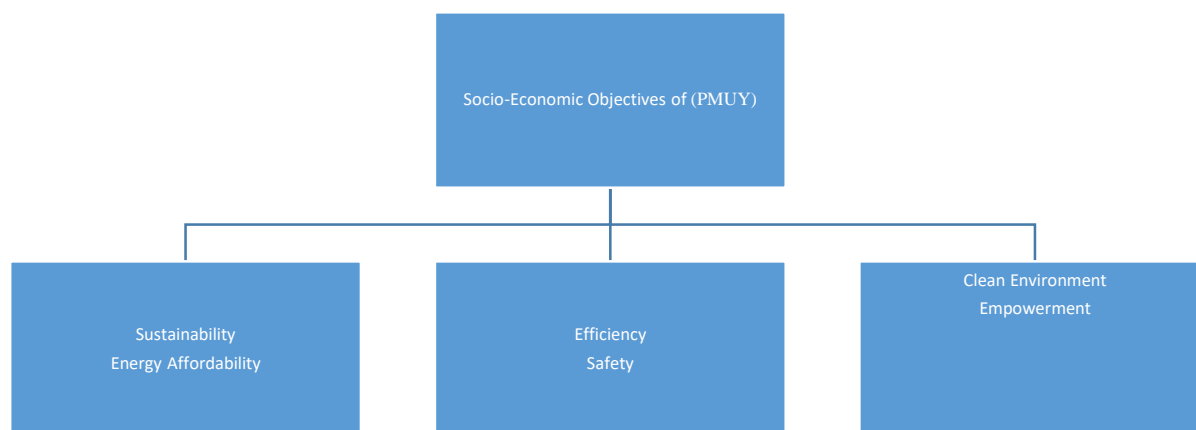 Socio-Economic Objectives of (PMUY)
Sustainability
Energy Affordability
Efficiency
Safety
Clean Environment
Empowerment